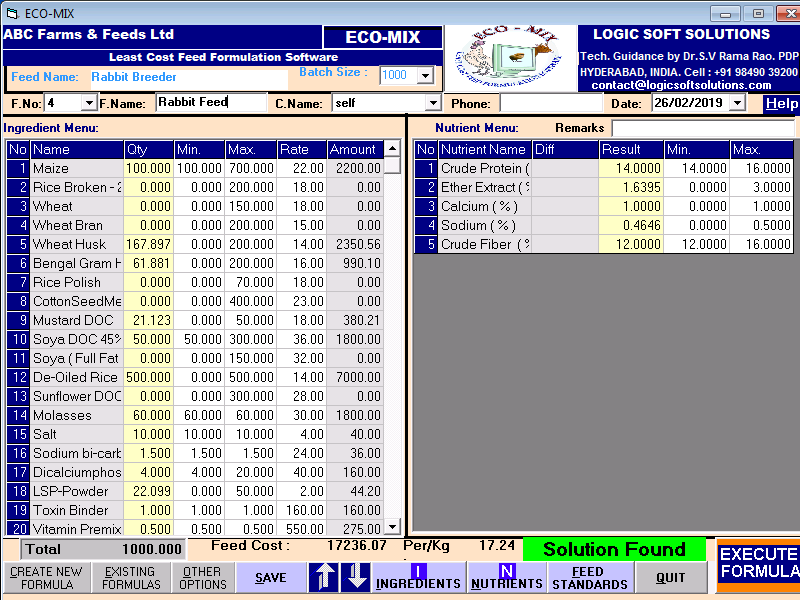 ECO-MIX
ABC Farms & Feeds Ltd
ECO-MIX
Least Cost Feed Formulation Software
ECO - MIX
LOGIC SOFT SOLUTIONS
Tech. Guidance by Dr.S.V Rama Rao. PDP
HYDERABAD, INDIA. Cell : +91 98490 39200
contact@logicsoftsolutions.com
Feed Name: Rabbit Breeder Batch Size : 1000
F.No: 4 F.Name: Rabbit Feed C.Name: self Phone: Date: 26/02/2019 Help
Ingredient Menu:
No Name Qty Min. Max. Rate Amount
1 Maize 100.000 100.000 700.000 22.00 2200.00
2 Rice Broken - 2 0.000 0.000 200.000 18.00 0.00
3 Wheat 0.000 0.000 150.000 18.00 0.00
4 Wheat Bran 0.000 0.000 200.000 15.00 0.00
5 Wheat Husk 167.897 0.000 200.000 14.00 2350.56
6 Bengal Gram H 61.881 0.000 200.000 16.00 990.10
7 Rice Polish 0.000 0.000 70.000 18.00 0.00
8 CottonSeedMe 0.000 0.000 400.000 23.00 0.00
9 Mustard DOC 21.123 0.000 50.000 18.00 380.21
10 Soya DOC 45% 50.000 50.000 300.000 36.00 1800.00
11 Soya ( Full Fat 0.000 0.000 150.000 32.00 0.00
12 De-Oiled Rice 500.000 0.000 500.000 14.00 7000.00
13 Sunflower DOC 0.000 0.000 300.000 28.00 0.00
14 Molasses 60.000 60.000 60.000 30.00 1800.00
15 Salt 10.000 10.000 10.000 4.00 40.00
16 Sodium bi-carb 1.500 1.500 1.500 24.00 36.00
17 Dicalciumphos 4.000 4.000 20.000 40.00 160.00
18 LSP-Powder 22.099 0.000 50.000 2.00 44.20
19 Toxin Binder 1.000 1.000 1.000 160.00 160.00
20 Vitamin Premix 0.500 0.500 0.500 550.00 275.00
Nutrient Menu: Remarks
No Nutrient Name Diff Result Min. Max.
1 Crude Protein ( 14.0000 14.0000 16.0000
2 Ether Extract ( % 1.6395 0.0000 3.0000
3 Calcium ( % ) 1.0000 0.0000 1.0000
4 Sodium ( % ) 0.4646 0.0000 0.5000
5 Crude Fiber ( % 12.0000 12.0000 16.0000
Total 1000.000 Feed Cost : 17236.07 Per/Kg 17.24 Solution Found
EXECUTE
FORMULA
CREATE NEW FORMULA
EXISTING FORMULAS
OTHER OPTIONS
SAVE
I
INGREDIENTS
N
NUTRIENTS
FEED STANDARDS
QUIT